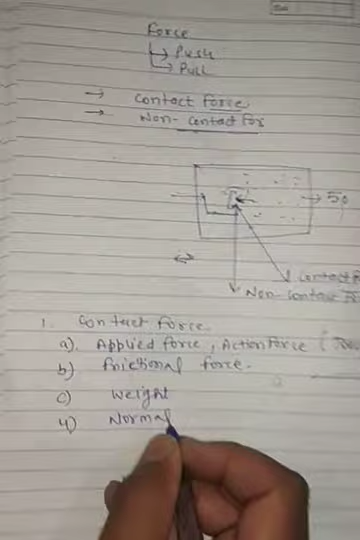 Force
→ Push
→ Pull
→ Contact force
→ Non-contact for
50
Contact F
Non-contact F
1. Contact force.
a). Applied force, Action Force (
b) frictional force.
c) Weight
4) Normal